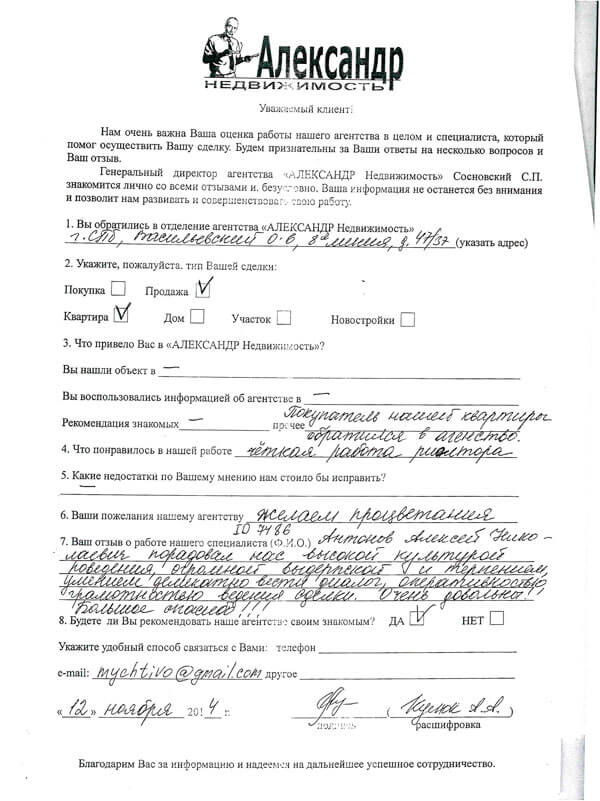 Александр
НЕДВИЖИМОСТЬ
Уважаемый клиент!
Нам очень важна Ваша оценка работы нашего агентства в целом и специалиста, который
помог осуществить Вашу сделку. Будем признательны за Ваши ответы на несколько вопросов и
Ваш отзыв.
Генеральный директор агентства «АЛЕКСАНДР Недвижимость» Сосновский С.П.
знакомится лично со всеми отзывами и, безусловно. Ваша информация не останется без внимания
и позволит нам развивать и совершенствовать свою работу.
1. Вы обратились в отделение агентства «АЛЕКСАНДР Недвижимость»
г.СПб, Васильевский О-в, 8ая линия, д. 47/37 (указать адрес)
2. Укажите, пожалуйста, тип Вашей сделки:
Покупка Продажа V
Квартира V Дом Участок Новостройки
3. Что привело Вас в «АЛЕКСАНДР Недвижимость»?
Вы нашли объект в —
Вы воспользовались информацией об агентстве в —
Рекомендация знакомых — прочее Покупатель нашей квартиры
обратился в агенство.
4. Что понравилось в нашей работе чёткая работа риэлтора
5. Какие недостатки по Вашему мнению нам стоило бы исправить?
—
6. Ваши пожелания нашему агентству желаем процветания
ID 7486
7. Ваш отзыв о работе нашего специалиста (Ф.И.О.) Антонов Алексей Нико-
лаевич порадовал нас высокой культурой
поведения, огромной выдержкой и терпением,
умением деликатно вести диалог, оперативностью
грамотностью ведения сделки. Очень довольны!!
Большое спасибо!!!
8. Будете ли Вы рекомендовать наше агентство своим знакомым? ДА V НЕТ
Укажите удобный способ связаться с Вами: телефон
e-mail: mychtivo@gmail.com другое
«12» ноября 2014 г. ( А.А. )
подпись расшифровка
Благодарим Вас за информацию и надеемся на дальнейшее успешное сотрудничество.